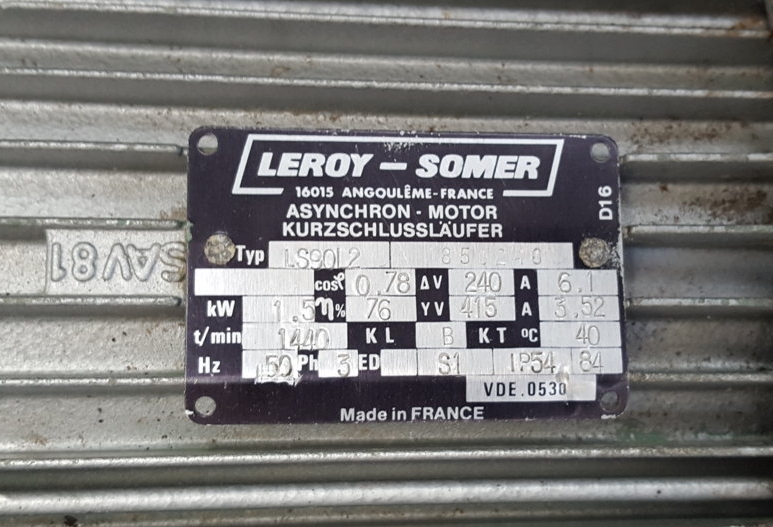 LEROY - SOMER
16015 ANGOULÊME-FRANCE
ASYNCHRON - MOTOR
KURZSCHLUSSLÄUFER
D16
Typ LS90L2
cosφ 0.78 ΔV 240 A 6.1
kW 1.5 η% 76 YV 415 A 3.52
t/min 1440 KL B KT °C 40
Hz 50 Ph 3 ED S1 IP54 84
VDE.0530
Made in FRANCE
SAV81